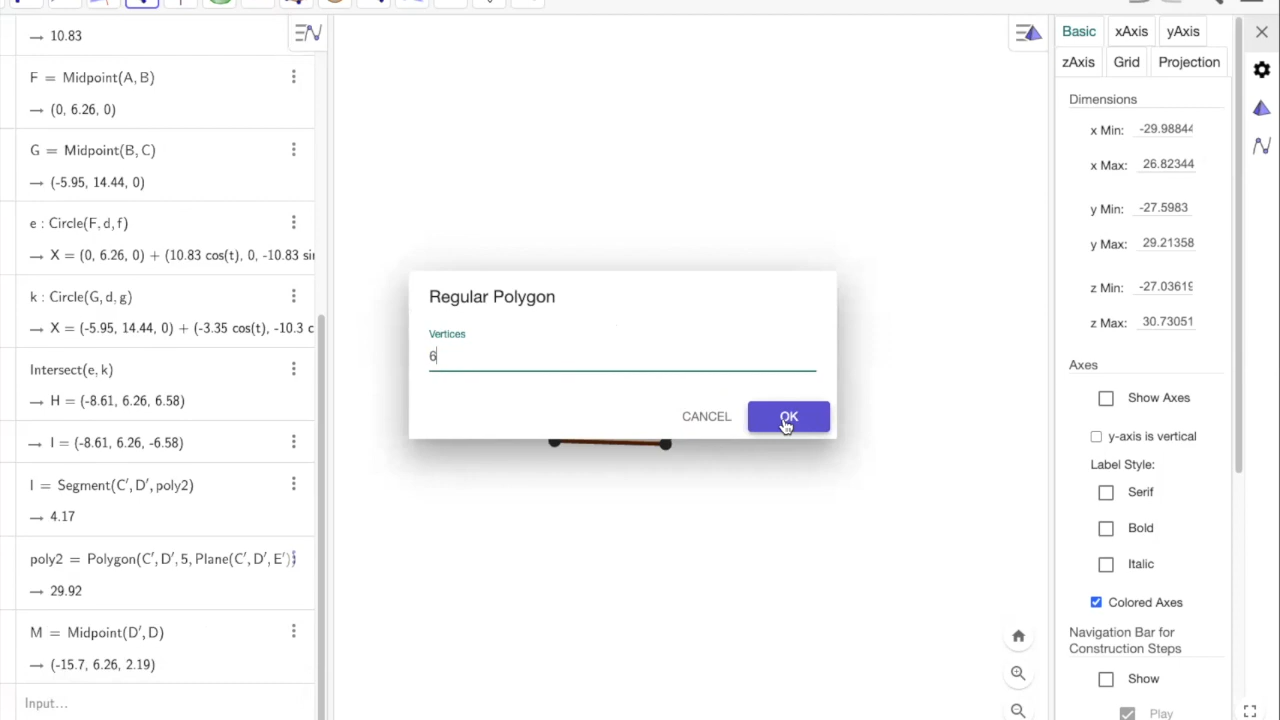 → 10.83
F = Midpoint(A, B)
→ (0, 6.26, 0)
G = Midpoint(B, C)
→ (-5.95, 14.44, 0)
e : Circle(F, d, f)
→ X = (0, 6.26, 0) + (10.83 cos(t), 0, -10.83 si
k : Circle(G, d, g)
→ X = (-5.95, 14.44, 0) + (-3.35 cos(t), -10.3 c
Intersect(e, k)
→ H = (-8.61, 6.26, 6.58)
→ I = (-8.61, 6.26, -6.58)
l = Segment(C′, D′, poly2)
→ 4.17
poly2 = Polygon(C′, D′, 5, Plane(C′, D′, E′))
→ 29.92
M = Midpoint(D′, D)
→ (-15.7, 6.26, 2.19)
Input...
Regular Polygon
Vertices
6
CANCEL
OK
Basic
xAxis
yAxis
zAxis
Grid
Projection
Dimensions
x Min: -29.98844
x Max: 26.82344
y Min: -27.5983
y Max: 29.21358
z Min: -27.03619
z Max: 30.73051
Axes
Show Axes
y-axis is vertical
Label Style:
Serif
Bold
Italic
Colored Axes
Navigation Bar for
Construction Steps
Show
Play